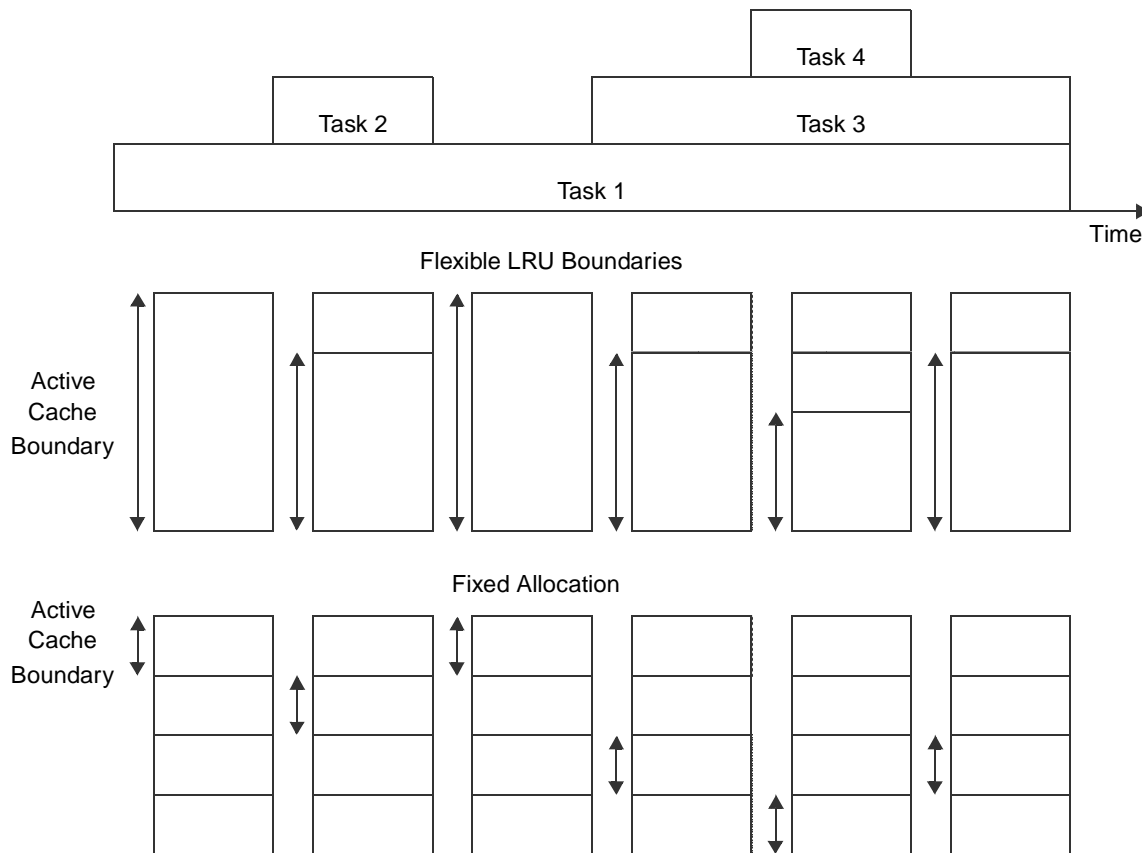 Task 4
Task 2
Task 3
Task 1
Time
Flexible LRU Boundaries
Active
Cache
Boundary
Fixed Allocation
Active
Cache
Boundary